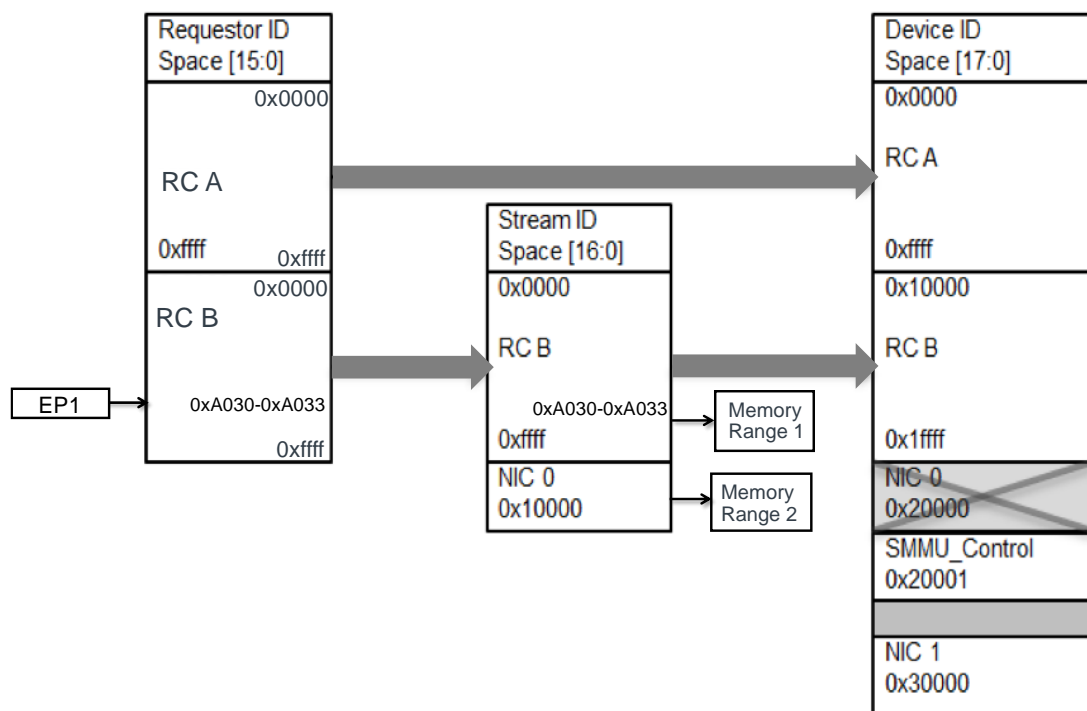 Requestor ID
Space [15:0]
0x0000
RC A
0xffff
0xffff
0x0000
RC B
EP1
0xA030-0xA033
0xffff
Stream ID
Space [16:0]
0x0000
RC B
0xA030-0xA033
0xffff
NIC 0
0x10000
Memory
Range 1
Memory
Range 2
Device ID
Space [17:0]
0x0000
RC A
0xffff
0x10000
RC B
0x1ffff
NIC 0
0x20000
SMMU_Control
0x20001
NIC 1
0x30000